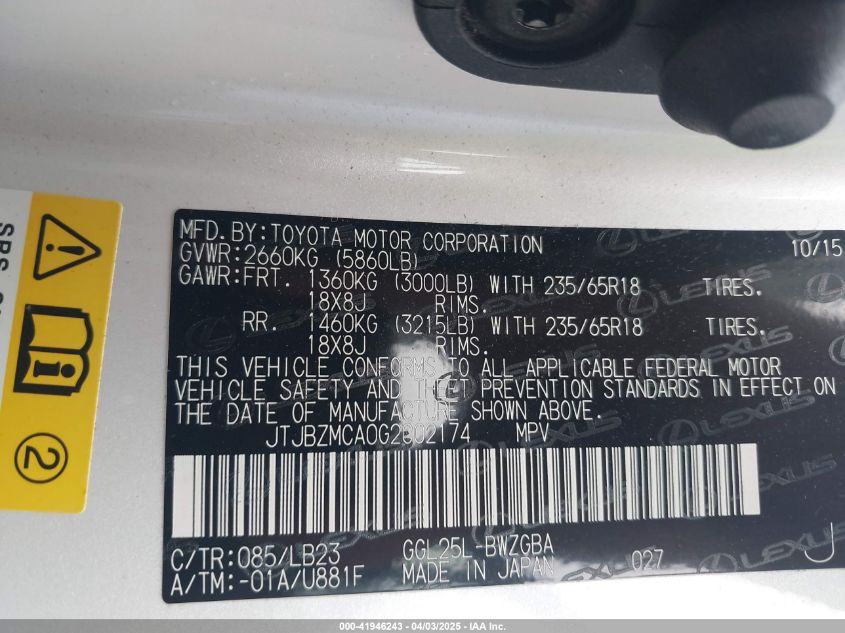 MFD. BY:TOYOTA MOTOR CORPORATION 10/15
GVWR:2660KG (5860LB)
GAWR:FRT. 1360KG (3000LB) WITH 235/65R18 TIRES.
18X8J RIMS.
RR. 1460KG (3215LB) WITH 235/65R18 TIRES.
18X8J RIMS.
THIS VEHICLE CONFORMS TO ALL APPLICABLE FEDERAL MOTOR
VEHICLE SAFETY AND THEFT PREVENTION STANDARDS IN EFFECT ON
THE DATE OF MANUFACTURE SHOWN ABOVE.
MPV
C/TR:085/LB23 GGL25L-BWZGBA
A/TM:-01A/U881F MADE IN JAPAN 027 J
LEXUS
2
000-41946243 - 04/03/2025 - IAA Inc.